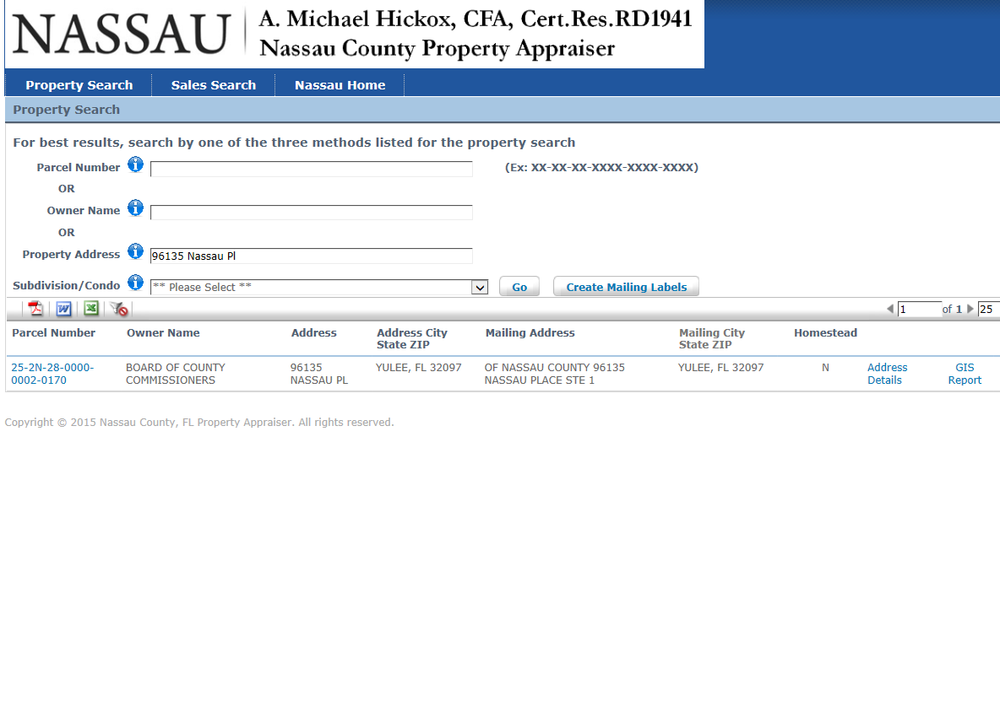 NASSAU
A. Michael Hickox, CFA, Cert.Res.RD1941
Nassau County Property Appraiser
Property Search
Sales Search
Nassau Home
Property Search
For best results, search by one of the three methods listed for the property search
Parcel Number
(Ex: XX-XX-XX-XXXX-XXXX-XXXX)
OR
Owner Name
OR
Property Address
96135 Nassau Pl
Subdivision/Condo
** Please Select **
Go
Create Mailing Labels
1 of 1 25
Parcel Number
Owner Name
Address
Address City
State ZIP
Mailing Address
Mailing City
State ZIP
Homestead
25-2N-28-0000-
0002-0170
BOARD OF COUNTY
COMMISSIONERS
96135
NASSAU PL
YULEE, FL 32097
OF NASSAU COUNTY 96135
NASSAU PLACE STE 1
YULEE, FL 32097
N
Address
Details
GIS
Report
Copyright © 2015 Nassau County, FL Property Appraiser. All rights reserved.